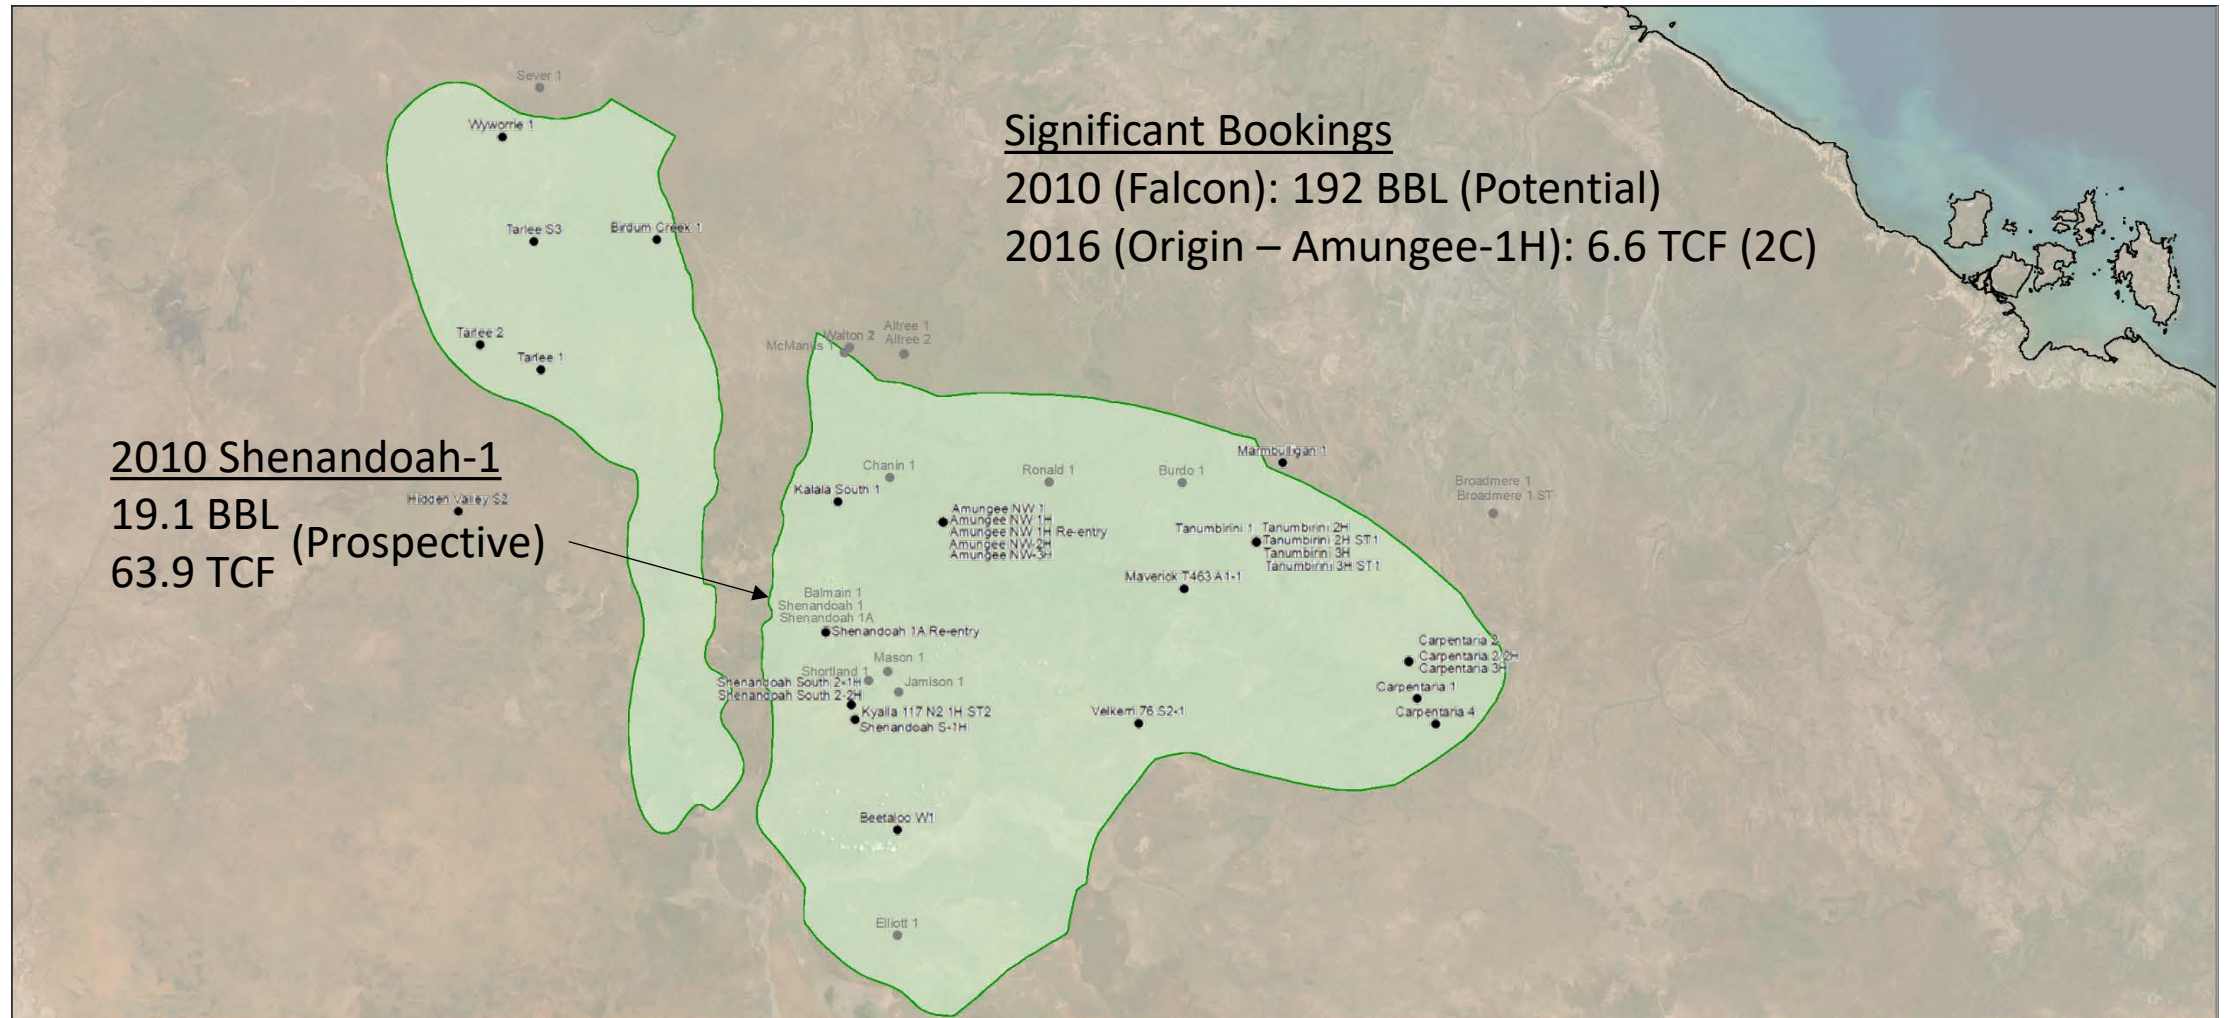 Sever 1
Wyworrie 1
Significant Bookings
2010 (Falcon): 192 BBL (Potential)
2016 (Origin – Amungee-1H): 6.6 TCF (2C)
Tarlee S3
Birdum Creek 1
Tarlee 2
Tarlee 1
McManus 1
Walton 2
Altree 1
Altree 2
2010 Shenandoah-1
19.1 BBL
63.9 TCF
(Prospective)
Hidden Valley S2
Marmbulligan 1
Chanin 1
Ronald 1
Burdo 1
Broadmere 1
Broadmere 1 ST
Kalala South 1
Amungee NW 1
Amungee NW 1H
Amungee NW 1H Re-entry
Amungee NW-2H
Amungee NW-3H
Tanumbirini 1
Tanumbirini 2H
Tanumbirini 2H ST1
Tanumbirini 3H
Tanumbirini 3H ST1
Maverick T463 A1-1
Balmain 1
Shenandoah 1
Shenandoah 1A
Shenandoah 1A Re-entry
Mason 1
Shortland 1
Jamison 1
Shenandoah South 2-1H
Shenandoah South 2-2H
Kyalla 117 N2 1H ST2
Shenandoah S-1H
Velkerri 76 S2-1
Carpentaria 2
Carpentaria 2/2H
Carpentaria 3H
Carpentaria 1
Carpentaria 4
Beetaloo W1
Elliott 1